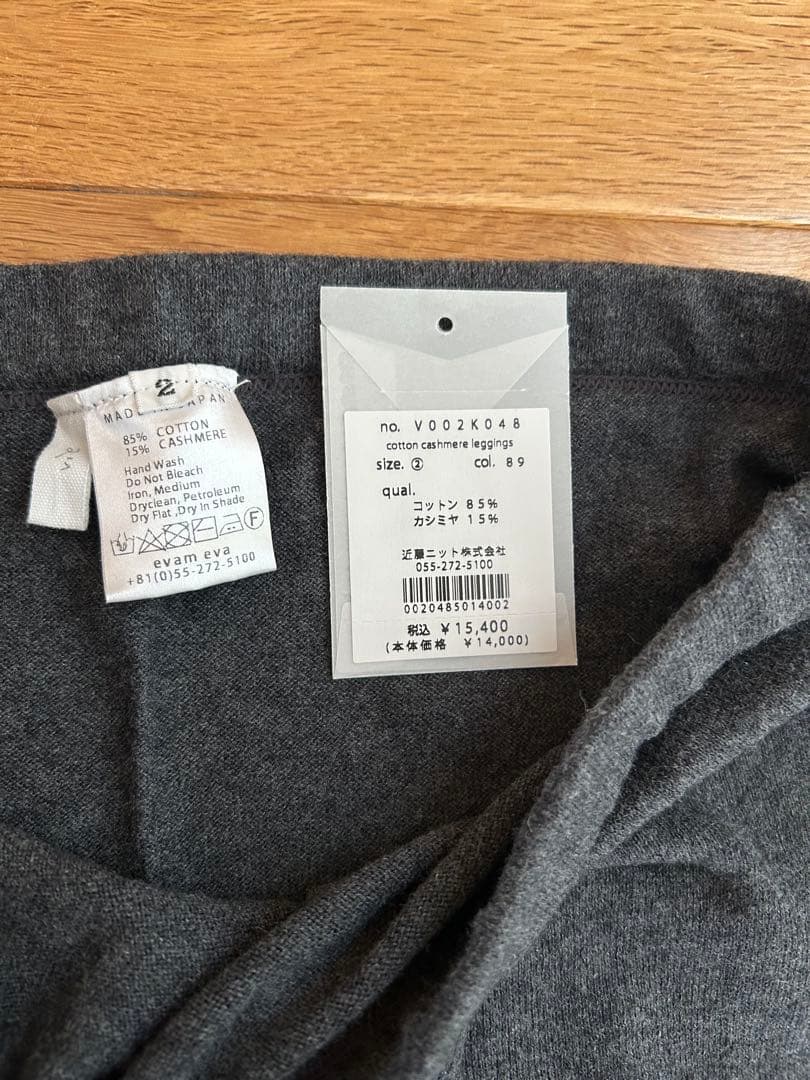 2
MADE IN JAPAN
85% COTTON
15% CASHMERE
Hand Wash
Do Not Bleach
Iron, Medium
Dryclean, Petroleum
Dry Flat ,Dry In Shade
F
evam eva
+81(0)55-272-5100
no. V002K048
cotton cashmere leggings
size. ② col. 89
qual.
コットン 85%
カシミヤ 15%
近藤ニット株式会社
055-272-5100
0020485014002
税込 ¥15,400
(本体価格 ¥14,000)